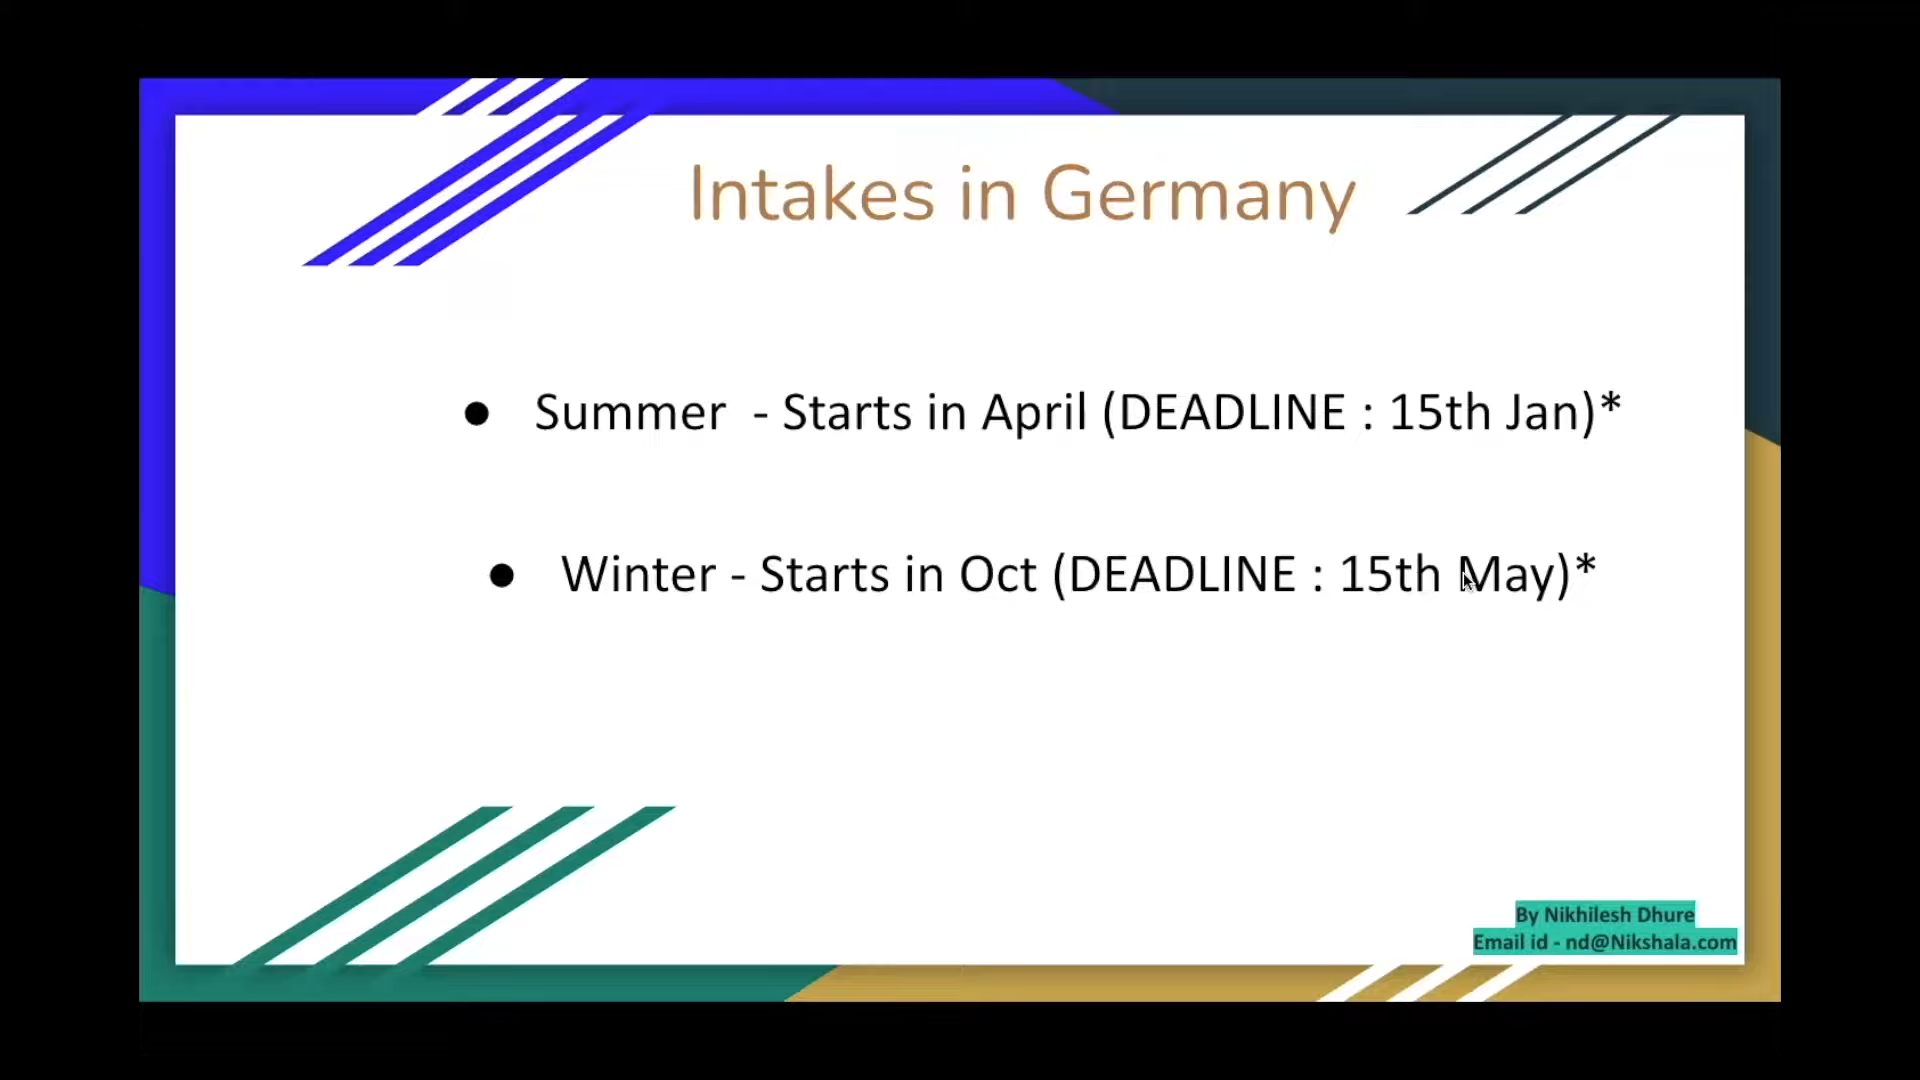 Intakes in Germany
● Summer - Starts in April (DEADLINE : 15th Jan)*
● Winter - Starts in Oct (DEADLINE : 15th May)*
By Nikhilesh Dhure
Email id - nd@Nikshala.com